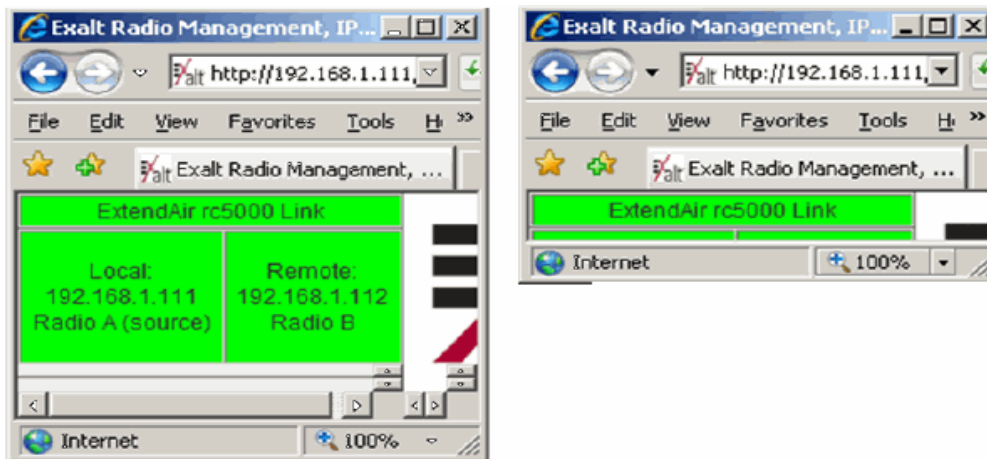 Exalt Radio Management, IP...
http://192.168.1.111,
File Edit View Favorites Tools H »
Exalt Radio Management, ...
ExtendAir rc5000 Link
Local:
192.168.1.111
Radio A (source)
Remote:
192.168.1.112
Radio B
Internet 100%
Exalt Radio Management, IP...
http://192.168.1.111,
File Edit View Favorites Tools H »
Exalt Radio Management, ...
ExtendAir rc5000 Link
Internet 100%